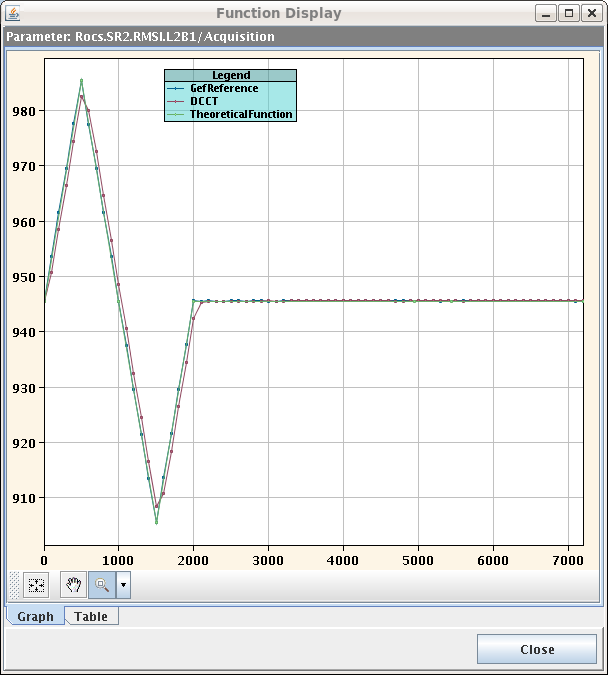 Function Display
Parameter: Rocs.SR2.RMSI.L2B1/Acquisition
Legend
GefReference
DCCT
TheoreticalFunction
980
970
960
950
940
930
920
910
0 1000 2000 3000 4000 5000 6000 7000
Graph Table
Close